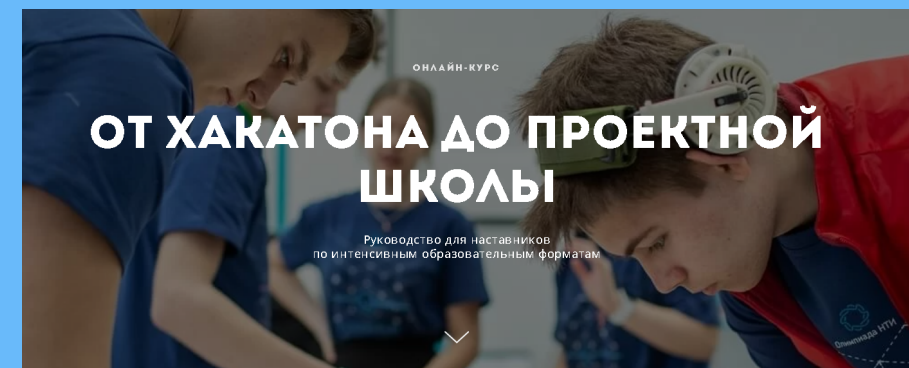 ОНЛАЙН-КУРС
ОТ ХАКАТОНА ДО ПРОЕКТНОЙ
ШКОЛЫ
Руководство для наставников
по интенсивным образовательным форматам
Олимпиада НТИ